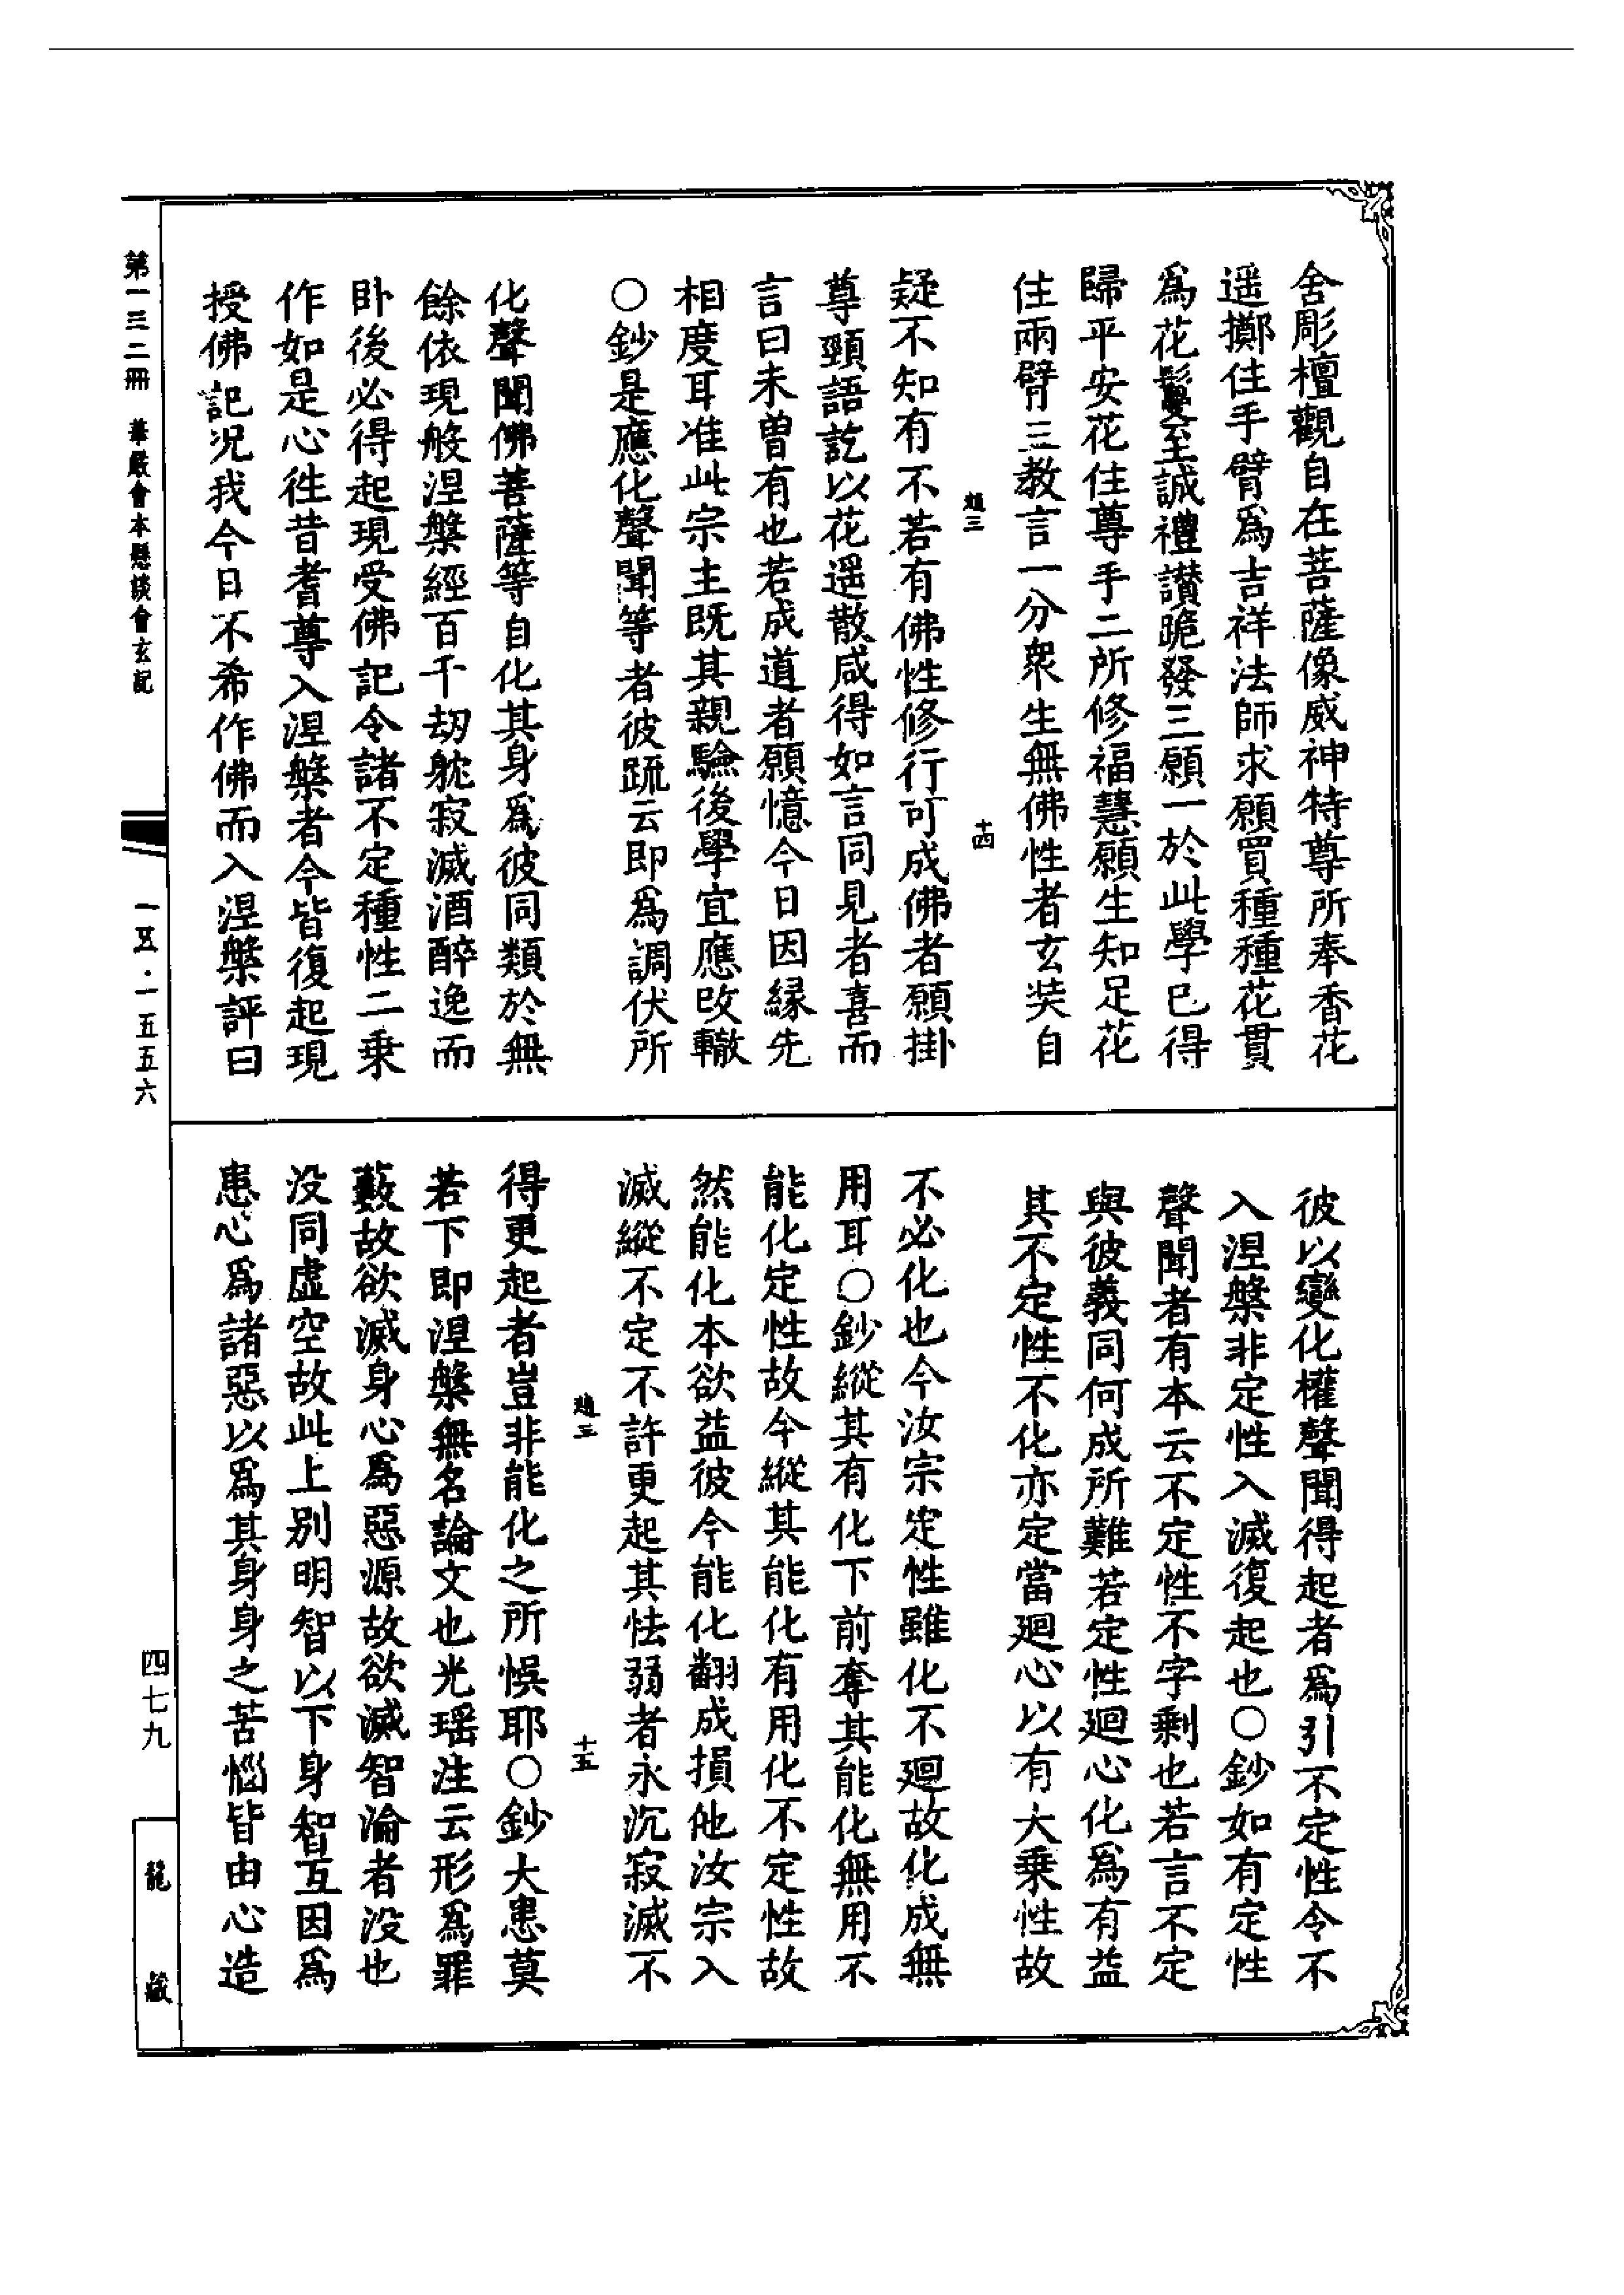 舍彫檀觀自在菩薩像威神特尊所奉香花
遥擲住手臂爲吉祥法師求願買種種花貫
爲花鬘至誠禮讃跪發三願一於此學已得
歸平安花住尊手二所修福慧願生知足花
住兩臂三教言一分衆生無佛性者玄奘自
趙三
十四
疑不知有不若有佛性修行可成佛者願掛
尊頸語訖以花遥散咸得如言同見者喜而
言曰未曾有也若成道者願憶今日因緣先
相度耳准此宗主既其親驗後學宜應改轍
○鈔是應化聲聞等者彼疏云即爲調伏所
化聲聞佛菩薩等自化其身爲彼同類於無
餘依現般涅槃經百千劫躭寂滅酒醉逸而
卧後必得起現受佛記令諸不定種性二乘
作如是心徃昔耆尊入涅槃者今皆復起現
授佛記况我今日不希作佛而入涅槃評曰
彼以變化權聲聞得起者爲引不定性令不
入涅槃非定性入滅復起也○鈔如有定性
聲聞者有本云不定性不字剩也若言不定
與彼義同何成所難若定性廻心化爲有益
其不定性不化亦定當廻心以有大乘性故
不必化也今汝宗定性雖化不廻故化成無
用耳○鈔縱其有化下前奪其能化無用不
能化定性故今縱其能化有用化不定性故
然能化本欲益彼今能化翻成損他汝宗入
滅縱不定不許更起其怯弱者永沉寂滅不
趙三
十五
得更起者豈非能化之所悞耶○鈔大患莫
若下即涅槃無名論文也光瑶注云形爲罪
藪故欲滅身心爲惡源故欲滅智淪者没也
没同虚空故此上别明智以下身智互因爲
患心爲諸惡以爲其身身之苦惱皆由心造
第一三二冊　華嚴會本懸談會玄記
一五·一五五六
四七九
龍藏